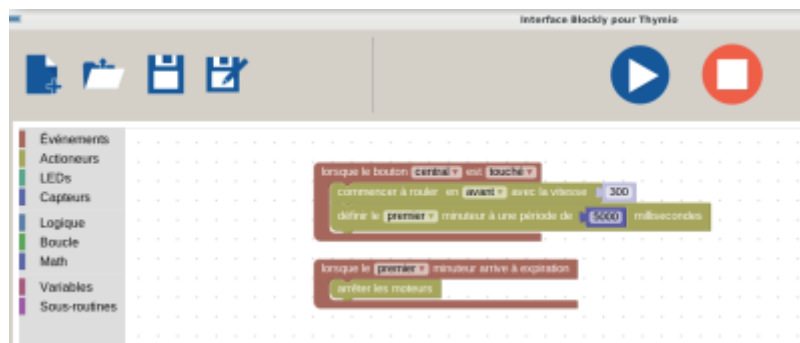 Interface Blockly pour Thymio
Événements
Actioneurs
LEDs
Capteurs
Logique
Boucle
Math
Variables
Sous-routines
lorsque le bouton central est touché
commencer à rouler en avant avec la vitesse 300
définir le premier minuteur à une période de 5000 millisecondes
lorsque le premier minuteur arrive à expiration
arrêter les moteurs